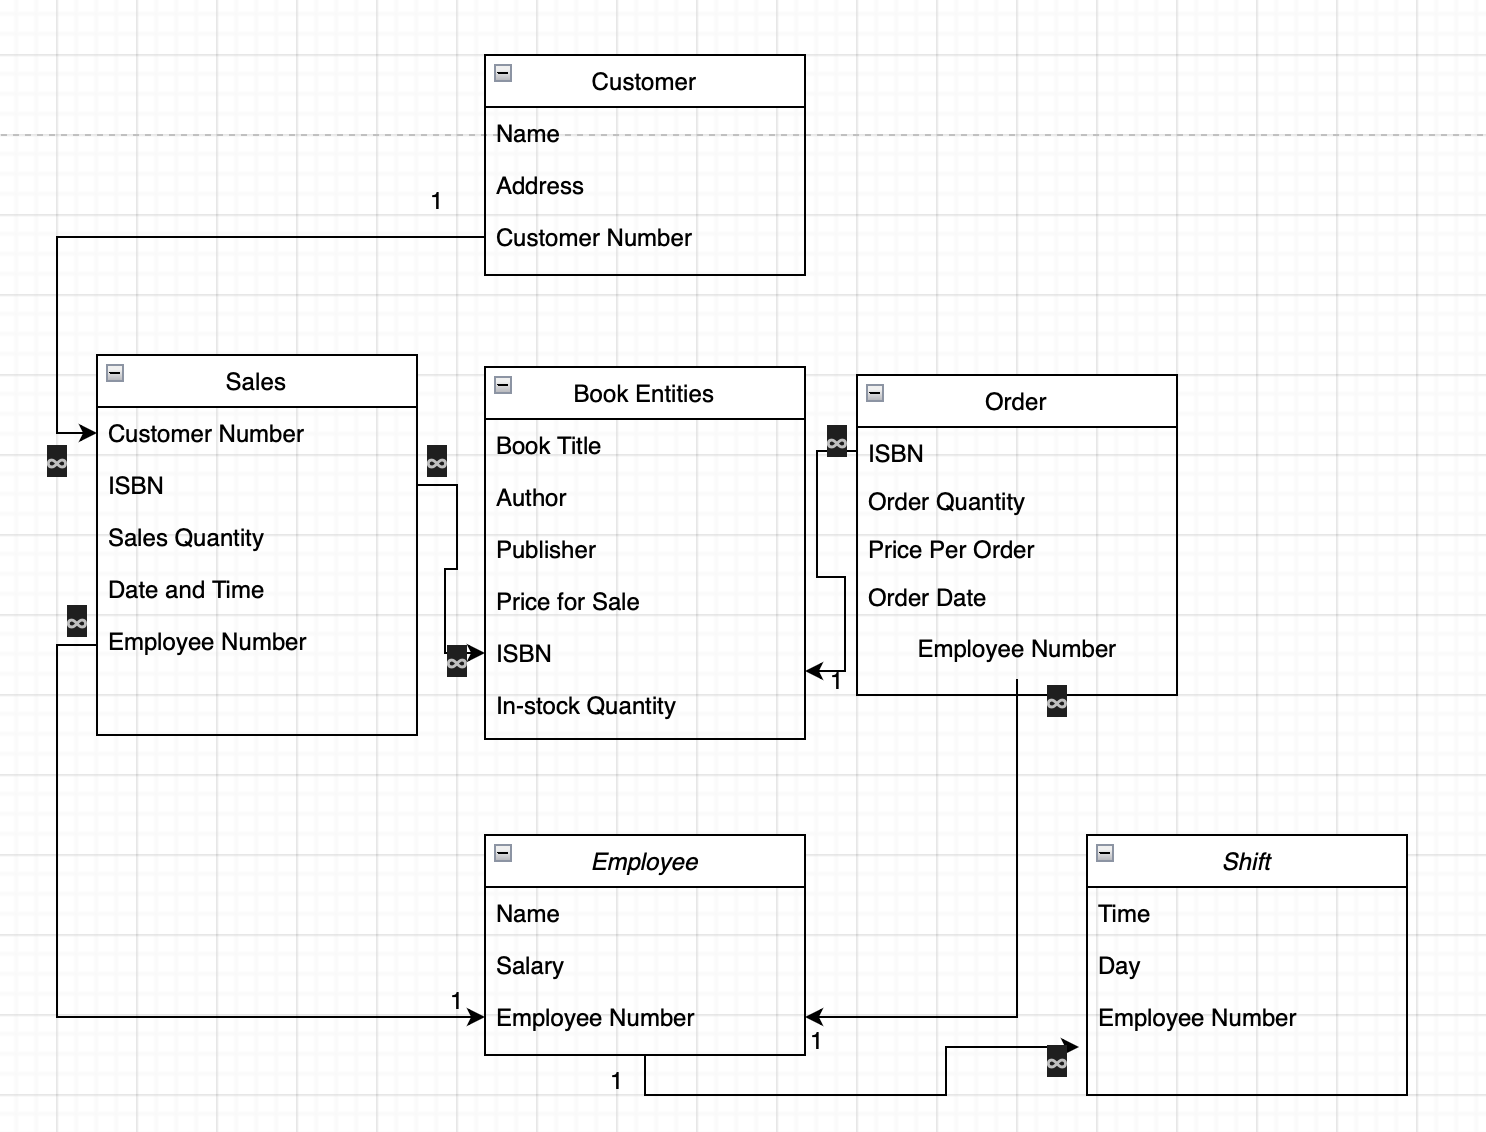 Customer
Name
Address
Customer Number
1
Sales
Customer Number
ISBN
Sales Quantity
Date and Time
Employee Number
∞
∞
∞
Book Entities
Book Title
Author
Publisher
Price for Sale
ISBN
In-stock Quantity
∞
∞
1
Order
ISBN
Order Quantity
Price Per Order
Order Date
Employee Number
∞
Employee
Name
Salary
Employee Number
1
1
1
Shift
Time
Day
Employee Number
∞